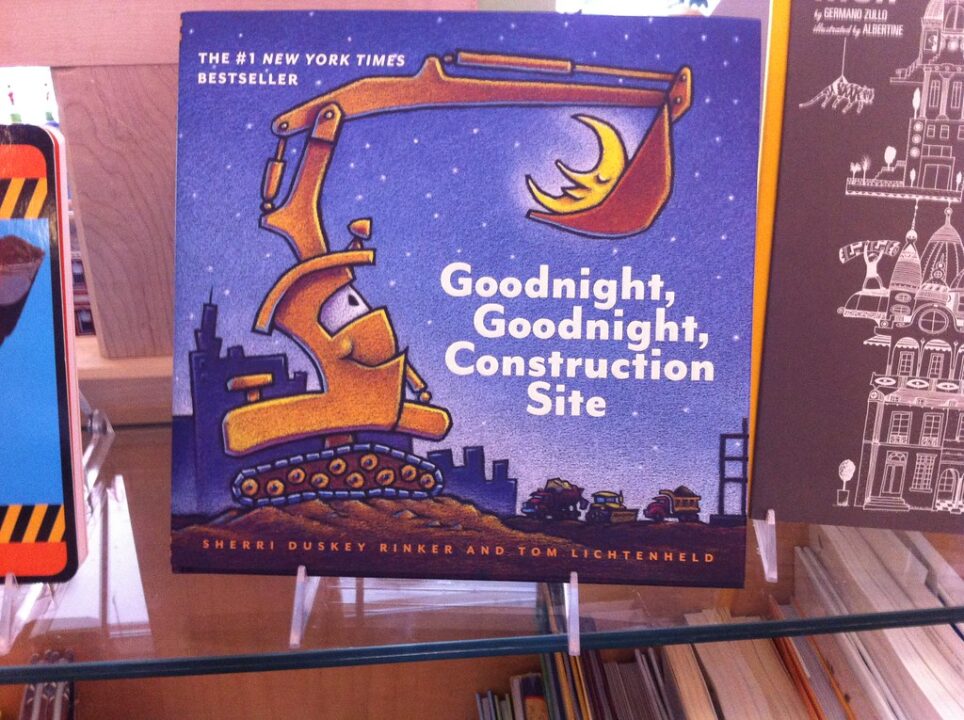 THE #1 NEW YORK TIMES
BESTSELLER
Goodnight,
Goodnight,
Construction
Site
SHERRI DUSKEY RINKER AND TOM LICHTENHELD
by GERMANO ZULLO
illustrated by ALBERTINE